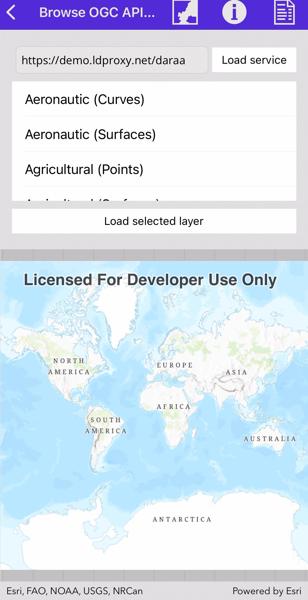 Browse OGC API...
https://demo.ldproxy.net/daraa
Load service
Aeronautic (Curves)
Aeronautic (Surfaces)
Agricultural (Points)
Load selected layer
Licensed For Developer Use Only
NORTH
AMERICA
EUROPE
ASIA
AFRICA
SOUTH
AMERICA
AUSTRALIA
ANTARCTICA
Esri, FAO, NOAA, USGS, NRCan
Powered by Esri